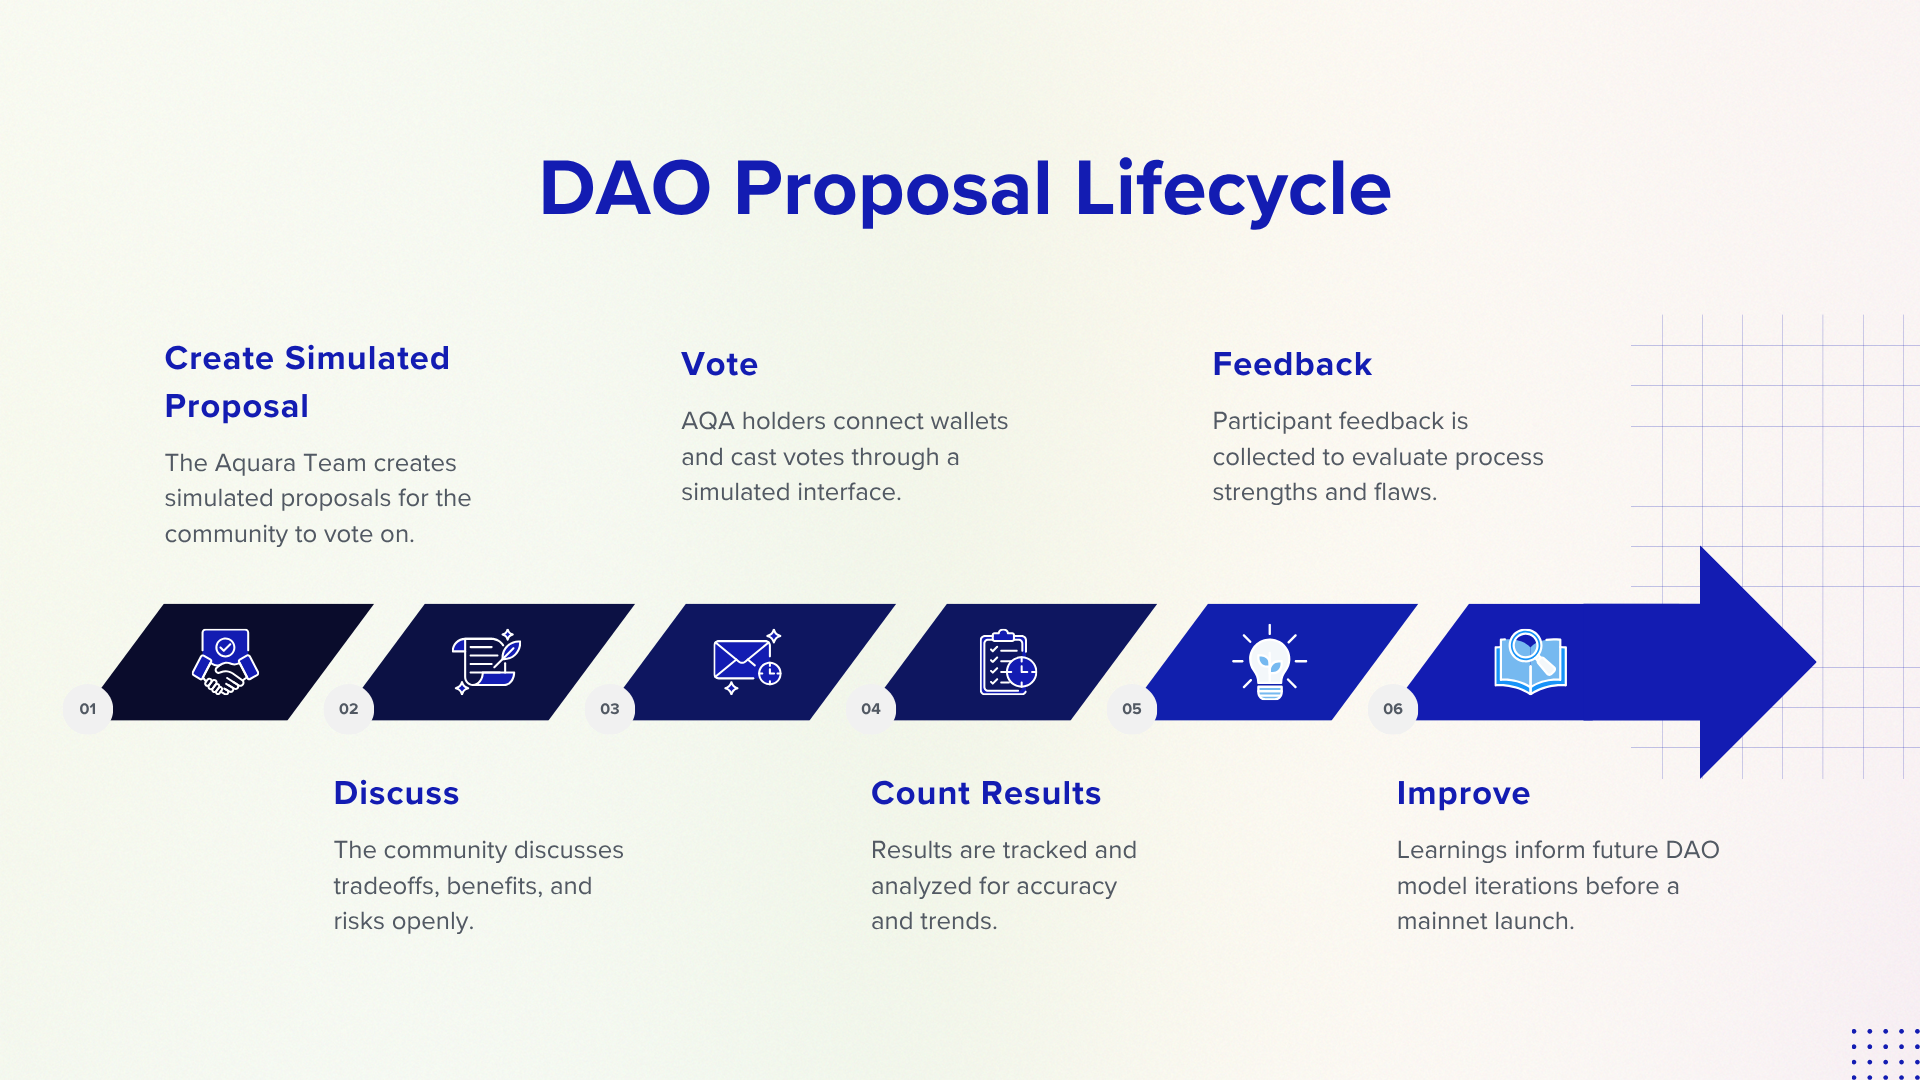 DAO Proposal Lifecycle
Create Simulated
Proposal
The Aquara Team creates
simulated proposals for the
community to vote on.
Vote
AQA holders connect wallets
and cast votes through a
simulated interface.
Feedback
Participant feedback is
collected to evaluate process
strengths and flaws.
01
02
03
04
05
06
Discuss
The community discusses
tradeoffs, benefits, and
risks openly.
Count Results
Results are tracked and
analyzed for accuracy
and trends.
Improve
Learnings inform future DAO
model iterations before a
mainnet launch.